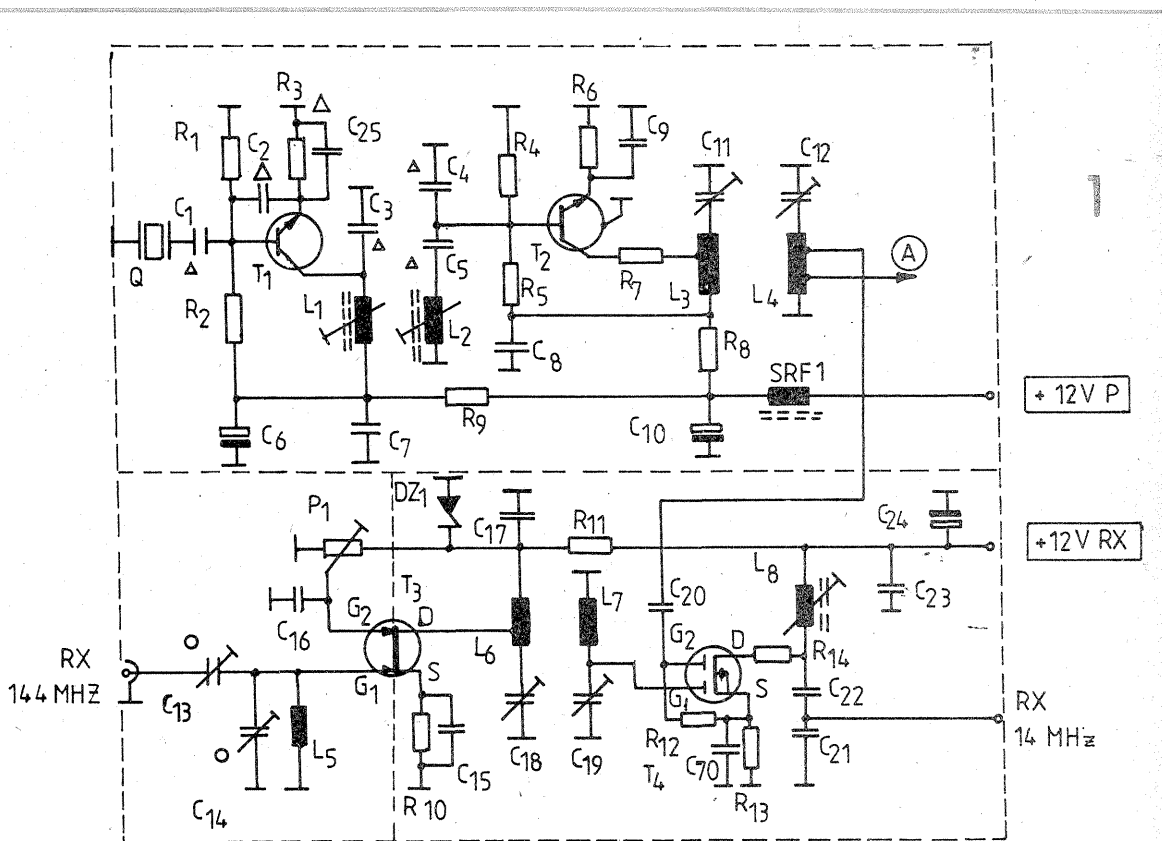 R3
C25
R1
C2
C1
Q
T1
R2
C3
L1
C6
C7
C4
C5
L2
R4
R5
C8
R9
R6
C9
T2
R7
C11
L3
R8
C10
SRF1
C12
L4
A
1
+ 12V P
P1
DZ1
C17
R11
C24
+12V RX
C16
G2
T3
D
S
G1
L6
L7
C20
L8
C23
RX
144 MHZ
C13
C14
L5
R10
C15
C18
C19
G2
D
S
G1
R14
C22
C21
R12
T4
C70
R13
RX
14 MHz